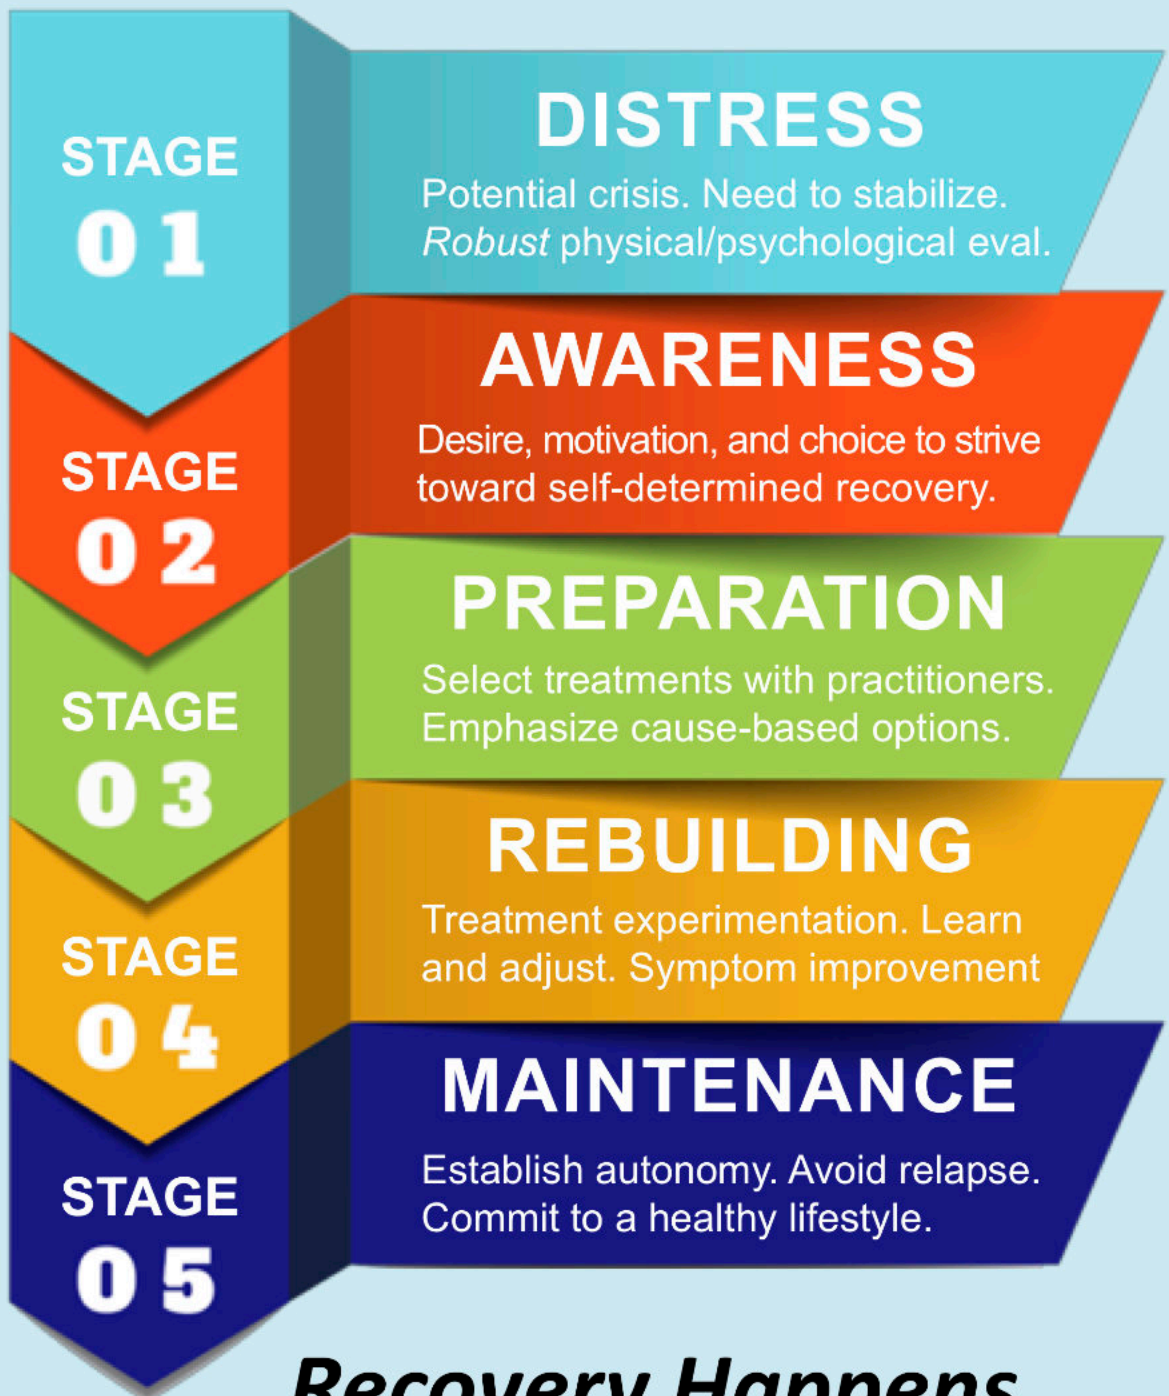 STAGE
01
DISTRESS
Potential crisis. Need to stabilize.
Robust physical/psychological eval.
STAGE
02
AWARENESS
Desire, motivation, and choice to strive
toward self-determined recovery.
STAGE
03
PREPARATION
Select treatments with practitioners.
Emphasize cause-based options.
STAGE
04
REBUILDING
Treatment experimentation. Learn
and adjust. Symptom improvement
STAGE
05
MAINTENANCE
Establish autonomy. Avoid relapse.
Commit to a healthy lifestyle.
Recovery Happens